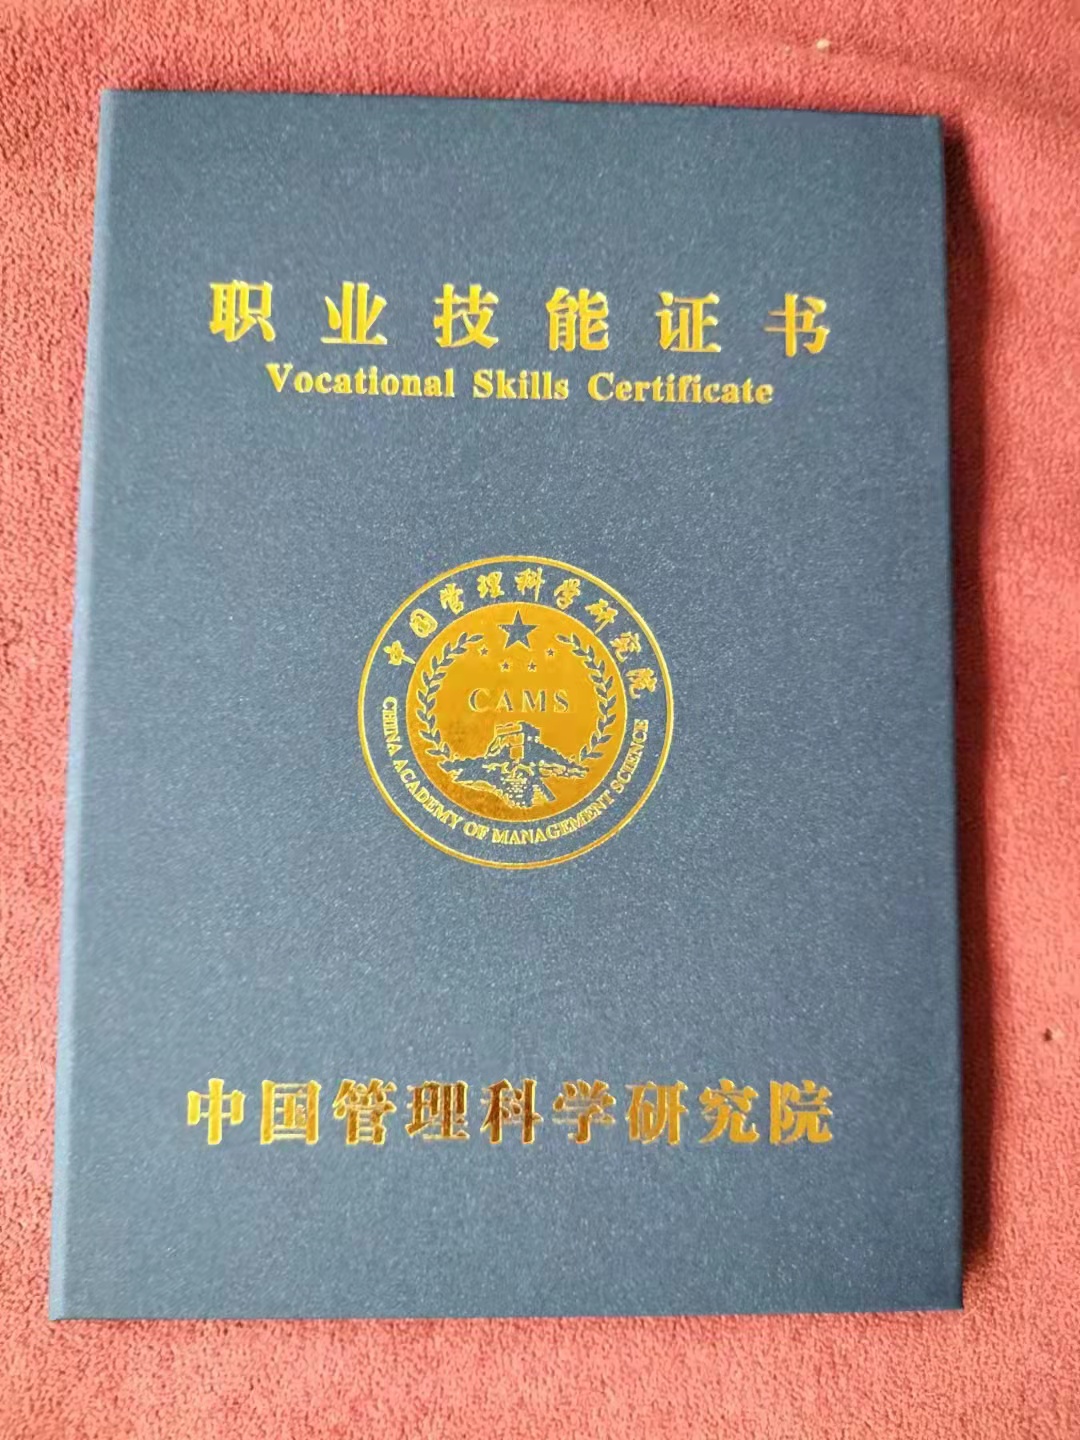 职业技能证书
Vocational Skills Certificate
中国管理科学研究院
CAMS
CHINA ACADEMY OF MANAGEMENT SCIENCE
中国管理科学研究院